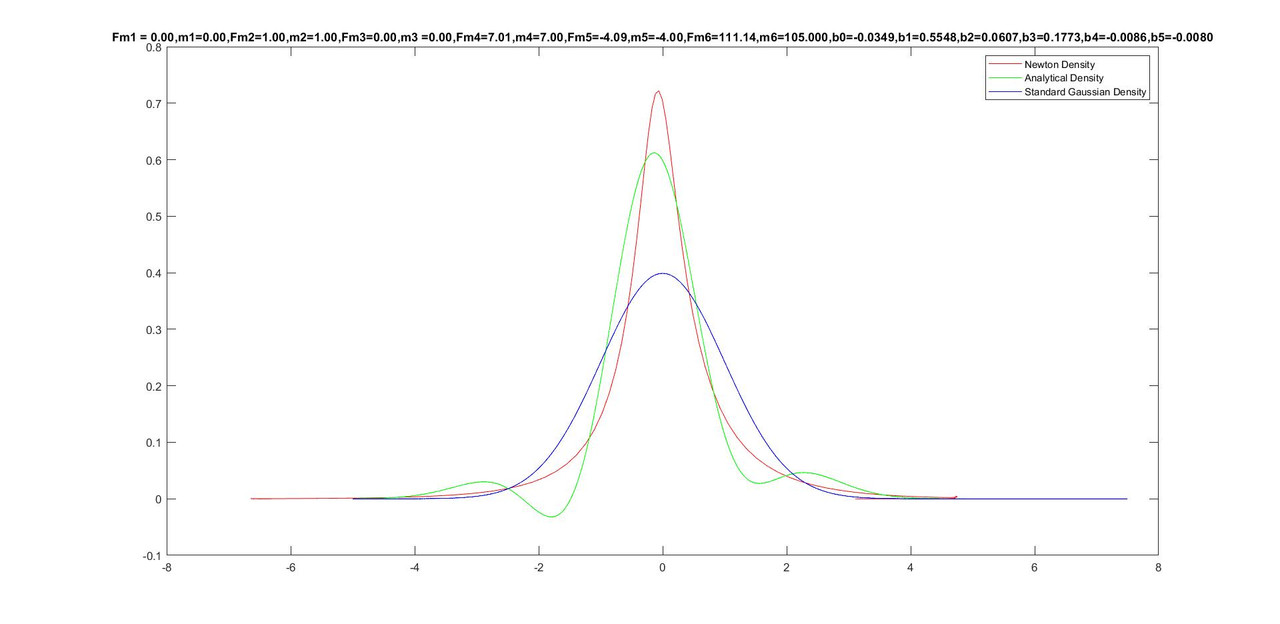 Fm1 = 0.00,m1=0.00,Fm2=1.00,m2=1.00,Fm3=0.00,m3 =0.00,Fm4=7.01,m4=7.00,Fm5=-4.09,m5=-4.00,Fm6=111.14,m6=105.000,b0=-0.0349,b1=0.5548,b2=0.0607,b3=0.1773,b4=-0.0086,b5=-0.0080
Newton Density
Analytical Density
Standard Gaussian Density
0.8
0.7
0.6
0.5
0.4
0.3
0.2
0.1
0
-0.1
-8 -6 -4 -2 0 2 4 6 8